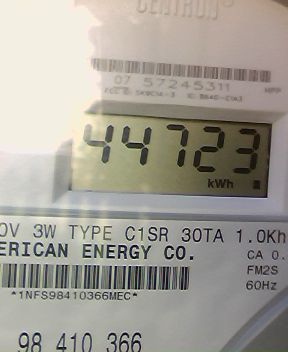 CENTRON®
07 57245311
44723
kWh
0V 3W TYPE C1SR 30TA 1.0Kh
ERICAN ENERGY CO.
CA 0.
FM2S
*1NFS98410366MEC*
60Hz
98 410 366